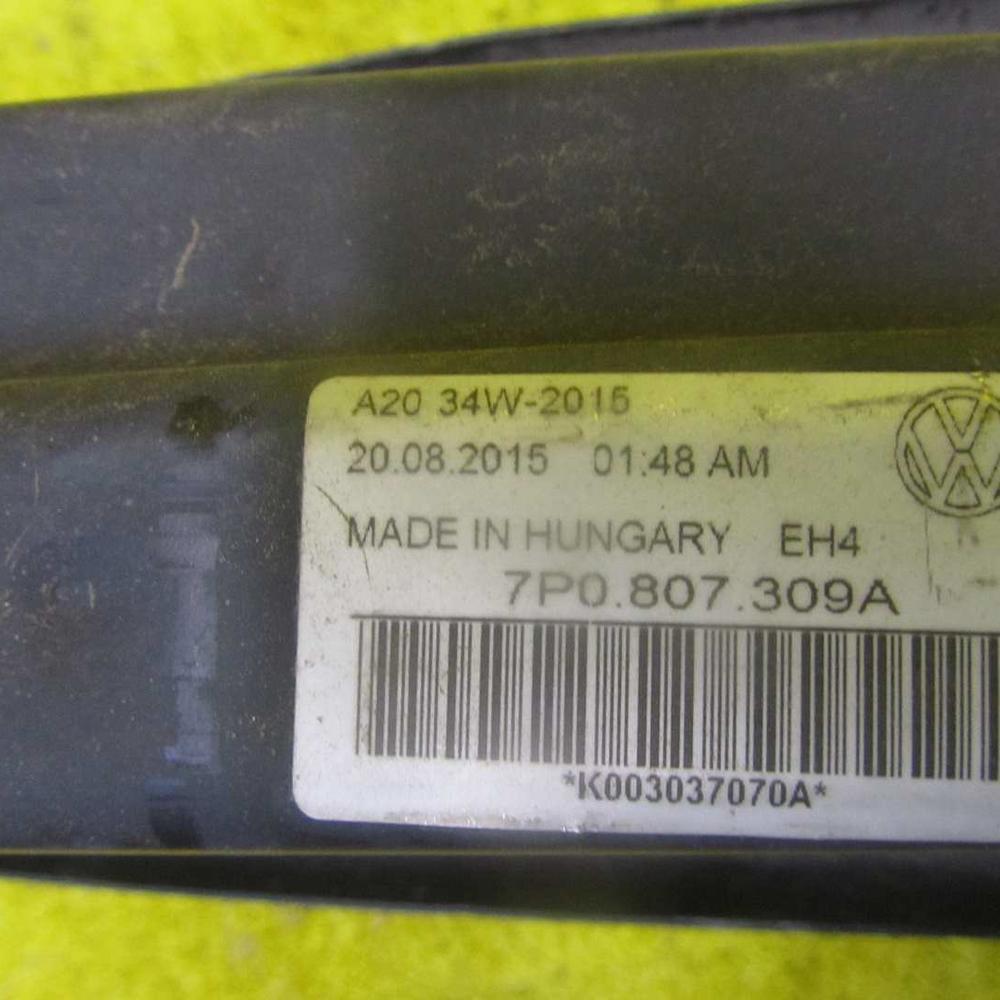 A20 34W-2015
20.08.2015 01:48 AM
MADE IN HUNGARY EH4
7P0.807.309A
*K003037070A*